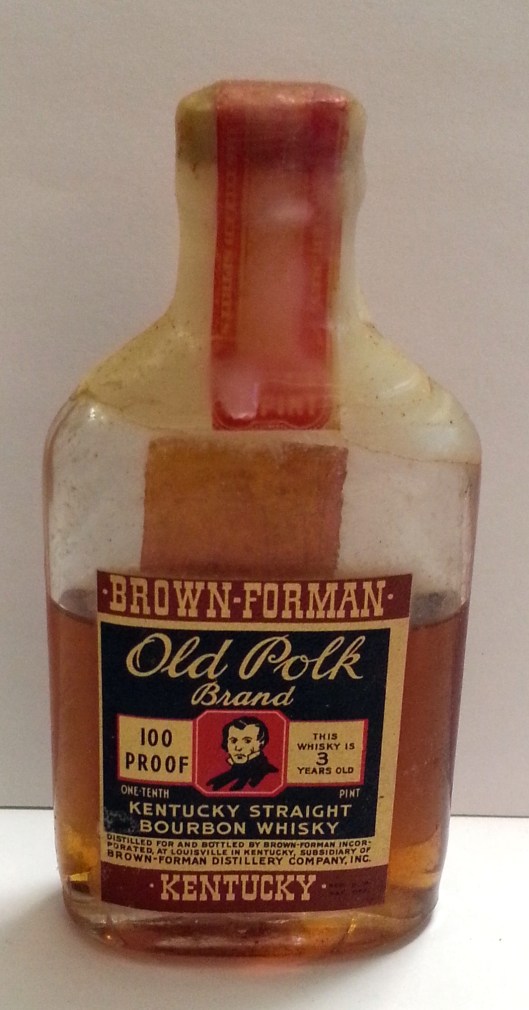 PINT
·BROWN-FORMAN·
Old Polk
Brand
100
PROOF
THIS
WHISKY IS
3
YEARS OLD
ONE-TENTH PINT
KENTUCKY STRAIGHT
BOURBON WHISKY
DISTILLED FOR AND BOTTLED BY BROWN-FORMAN INCOR-
PORATED, AT LOUISVILLE IN KENTUCKY, SUBSIDIARY OF
BROWN-FORMAN DISTILLERY COMPANY, INC.
·KENTUCKY·